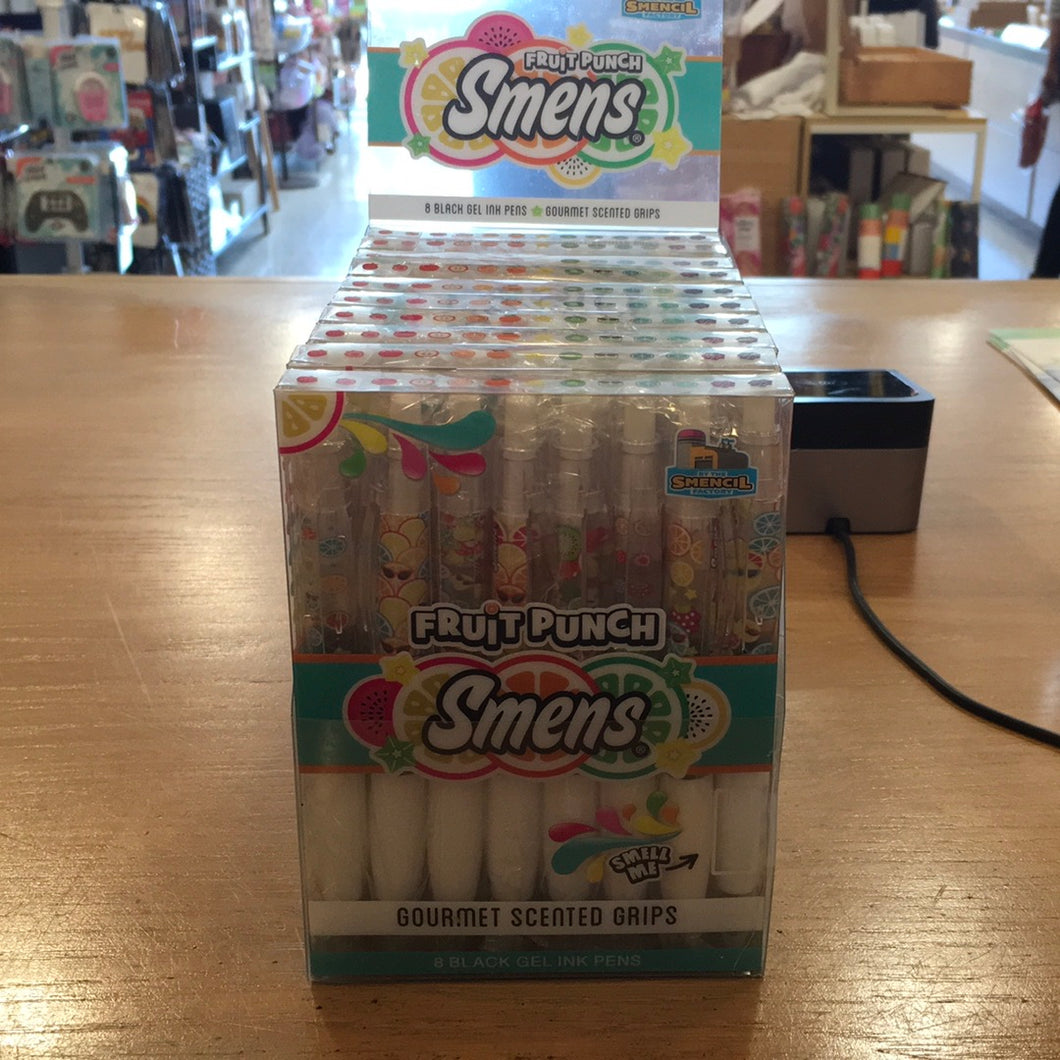 SMENCIL
FACTORY
FRUiT PUNCH
Smens®
8 BLACK GEL INK PENS ★ GOURMET SCENTED GRIPS
BY THE
SMENCIL
FACTORY
FRUiT PUNCH
Smens®
SMELL
ME
GOURMET SCENTED GRIPS
8 BLACK GEL INK PENS